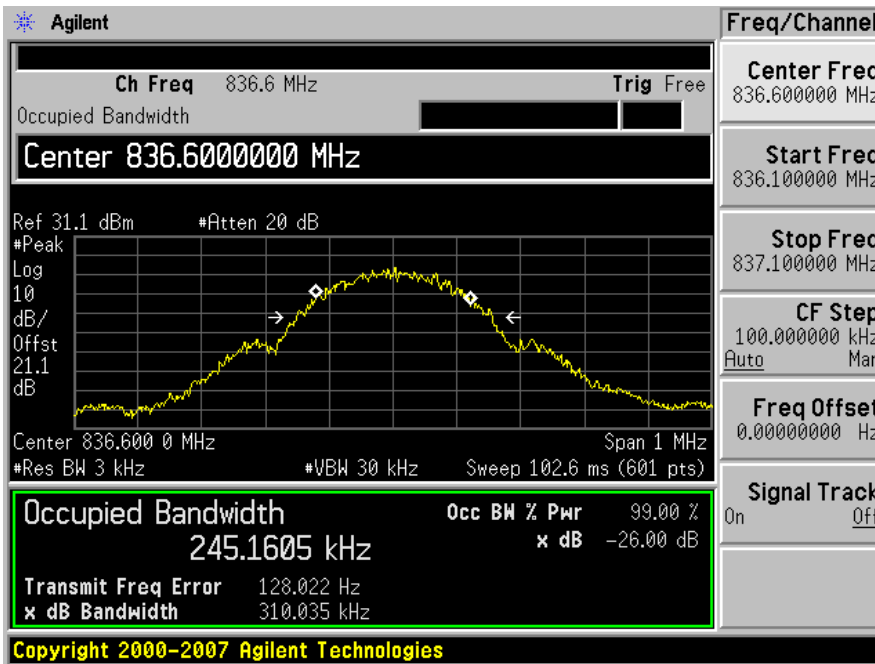 Agilent
Freq/Channel
Ch Freq 836.6 MHz Trig Free
Occupied Bandwidth
Center 836.6000000 MHz
Ref 31.1 dBm #Atten 20 dB
#Peak
Log
10
dB/
Offst
21.1
dB
Center 836.600 0 MHz Span 1 MHz
#Res BW 3 kHz #VBW 30 kHz Sweep 102.6 ms (601 pts)
Occupied Bandwidth
245.1605 kHz
Occ BW % Pwr 99.00 %
x dB -26.00 dB
Transmit Freq Error 128.022 Hz
x dB Bandwidth 310.035 kHz
Copyright 2000-2007 Agilent Technologies
Center Freq
836.600000 MHz
Start Freq
836.100000 MHz
Stop Freq
837.100000 MHz
CF Step
100.000000 kHz
Auto Man
Freq Offset
0.00000000 Hz
Signal Track
On Off